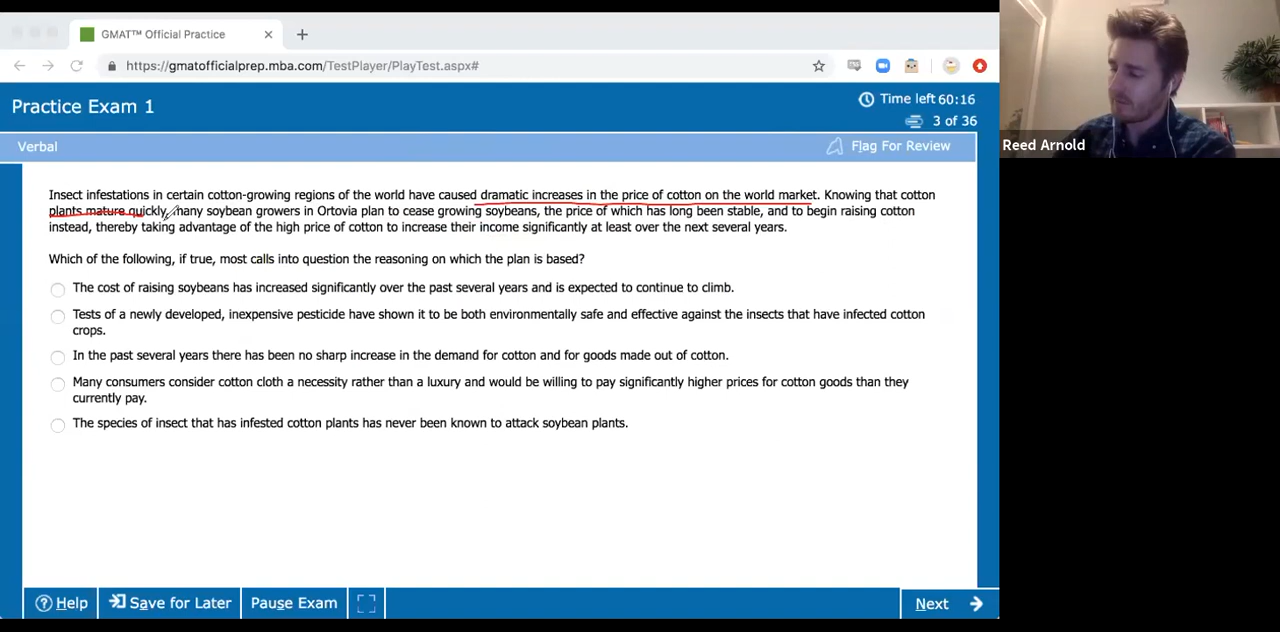 GMAT™ Official Practice
https://gmatofficialprep.mba.com/TestPlayer/PlayTest.aspx#
Practice Exam 1
Time left 60:16
3 of 36
Reed Arnold
Verbal
Flag For Review
Insect infestations in certain cotton-growing regions of the world have caused dramatic increases in the price of cotton on the world market. Knowing that cotton
plants mature quickly, many soybean growers in Ortovia plan to cease growing soybeans, the price of which has long been stable, and to begin raising cotton
instead, thereby taking advantage of the high price of cotton to increase their income significantly at least over the next several years.
Which of the following, if true, most calls into question the reasoning on which the plan is based?
The cost of raising soybeans has increased significantly over the past several years and is expected to continue to climb.
Tests of a newly developed, inexpensive pesticide have shown it to be both environmentally safe and effective against the insects that have infected cotton
crops.
In the past several years there has been no sharp increase in the demand for cotton and for goods made out of cotton.
Many consumers consider cotton cloth a necessity rather than a luxury and would be willing to pay significantly higher prices for cotton goods than they
currently pay.
The species of insect that has infested cotton plants has never been known to attack soybean plants.
Help
Save for Later
Pause Exam
Next